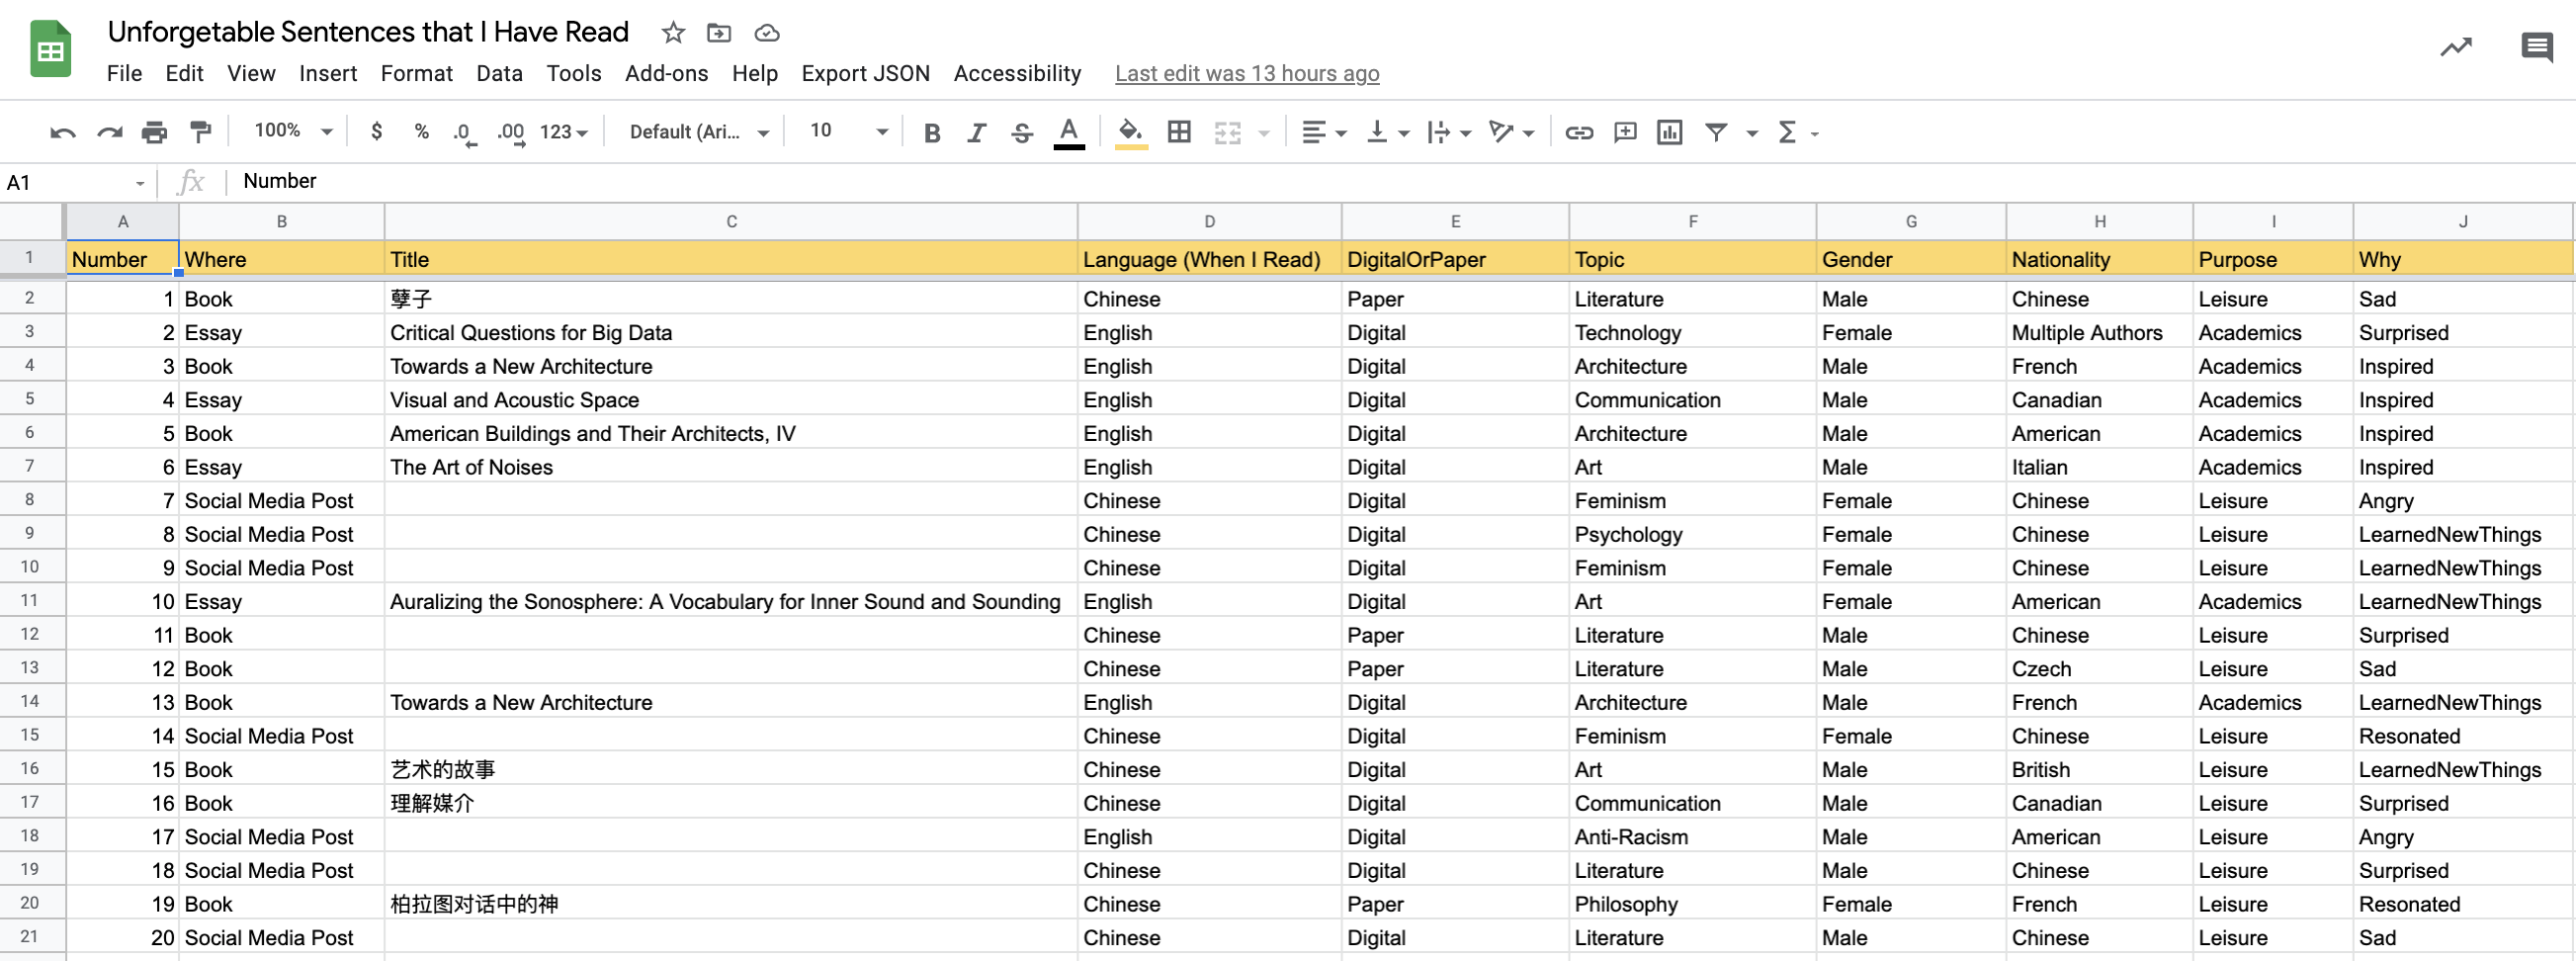 Unforgetable Sentences that I Have Read
File Edit View Insert Format Data Tools Add-ons Help Export JSON Accessibility Last edit was 13 hours ago
100% $ % .0 .00 123 Default (Ari... 10 B I S A Σ
A1 fx Number
A B C D E F G H I J
1 Number Where Title Language (When I Read) DigitalOrPaper Topic Gender Nationality Purpose Why
2 1 Book 孽子 Chinese Paper Literature Male Chinese Leisure Sad
3 2 Essay Critical Questions for Big Data English Digital Technology Female Multiple Authors Academics Surprised
4 3 Book Towards a New Architecture English Digital Architecture Male French Academics Inspired
5 4 Essay Visual and Acoustic Space English Digital Communication Male Canadian Academics Inspired
6 5 Book American Buildings and Their Architects, IV English Digital Architecture Male American Academics Inspired
7 6 Essay The Art of Noises English Digital Art Male Italian Academics Inspired
8 7 Social Media Post Chinese Digital Feminism Female Chinese Leisure Angry
9 8 Social Media Post Chinese Digital Psychology Female Chinese Leisure LearnedNewThings
10 9 Social Media Post Chinese Digital Feminism Female Chinese Leisure LearnedNewThings
11 10 Essay Auralizing the Sonosphere: A Vocabulary for Inner Sound and Sounding English Digital Art Female American Academics LearnedNewThings
12 11 Book Chinese Paper Literature Male Chinese Leisure Surprised
13 12 Book Chinese Paper Literature Male Czech Leisure Sad
14 13 Book Towards a New Architecture English Digital Architecture Male French Academics LearnedNewThings
15 14 Social Media Post Chinese Digital Feminism Female Chinese Leisure Resonated
16 15 Book 艺术的故事 Chinese Digital Art Male British Leisure LearnedNewThings
17 16 Book 理解媒介 Chinese Digital Communication Male Canadian Leisure Surprised
18 17 Social Media Post English Digital Anti-Racism Male American Leisure Angry
19 18 Social Media Post Chinese Digital Literature Male Chinese Leisure Surprised
20 19 Book 柏拉图对话中的神 Chinese Paper Philosophy Female French Leisure Resonated
21 20 Social Media Post Chinese Digital Literature Male Chinese Leisure Sad